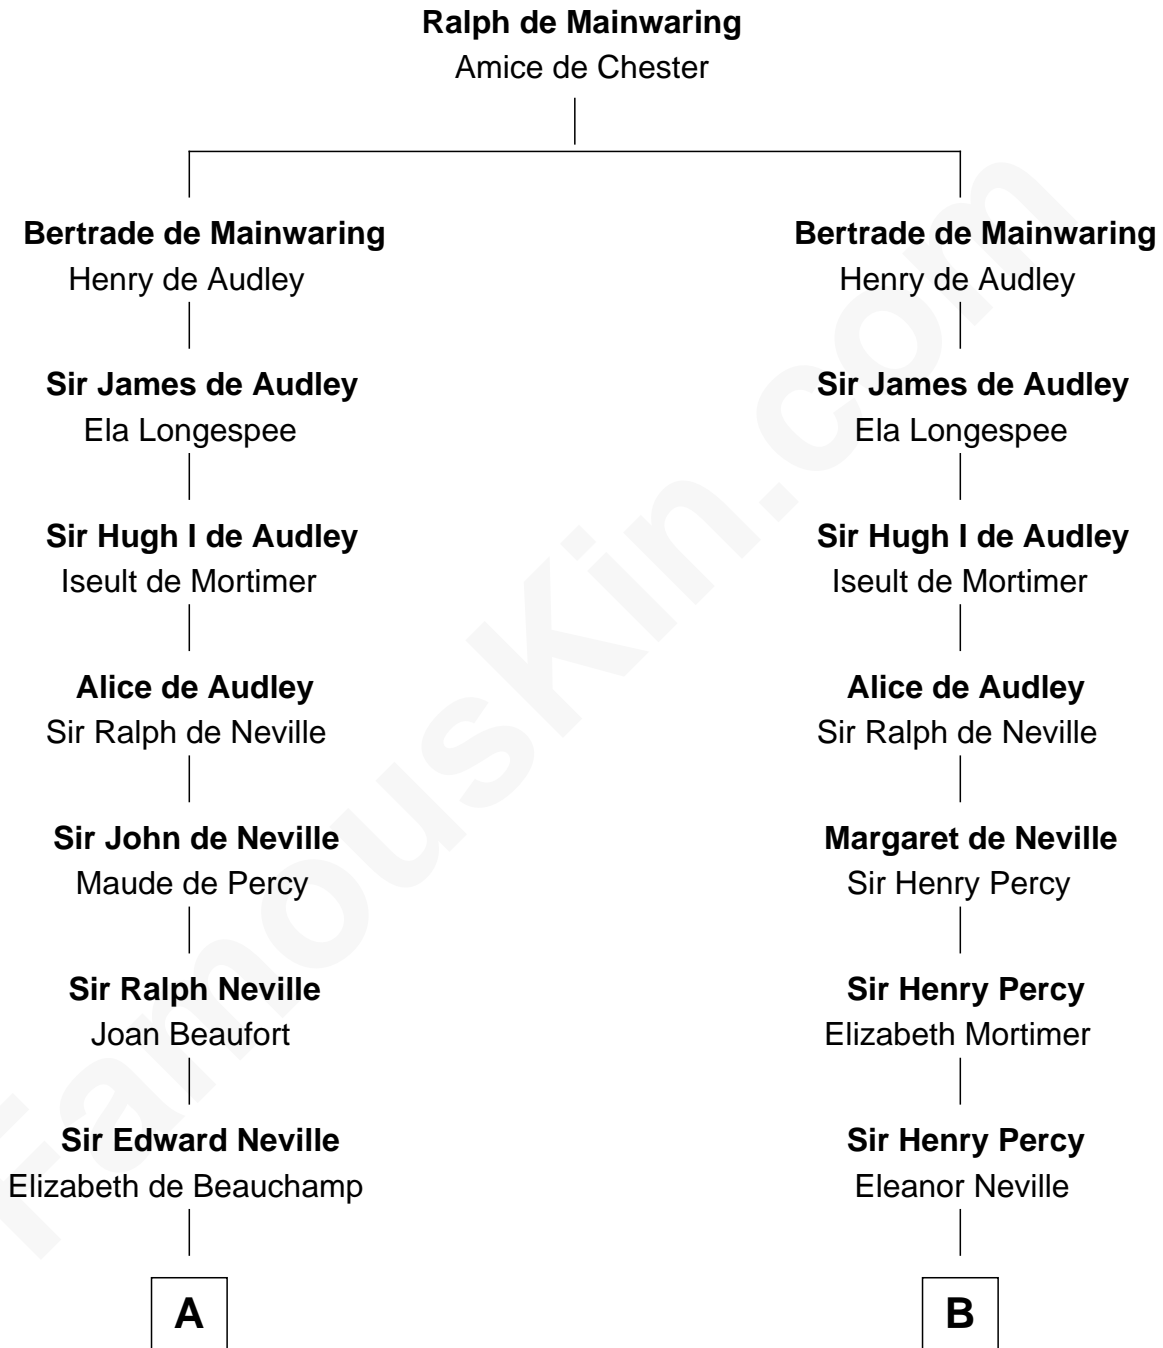 Ralph de Mainwaring
Amice de Chester
Bertrade de Mainwaring
Henry de Audley
Sir James de Audley
Ela Longespee
Sir Hugh I de Audley
Iseult de Mortimer
Alice de Audley
Sir Ralph de Neville
Sir John de Neville
Maude de Percy
Sir Ralph Neville
Joan Beaufort
Sir Edward Neville
Elizabeth de Beauchamp
A
Bertrade de Mainwaring
Henry de Audley
Sir James de Audley
Ela Longespee
Sir Hugh I de Audley
Iseult de Mortimer
Alice de Audley
Sir Ralph de Neville
Margaret de Neville
Sir Henry Percy
Sir Henry Percy
Elizabeth Mortimer
Sir Henry Percy
Eleanor Neville
B
FamousKin.com